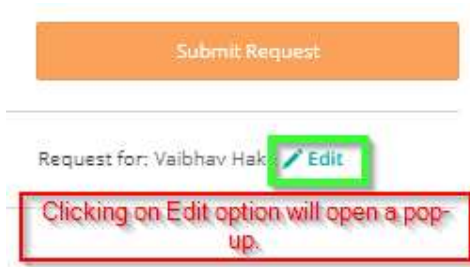 Submit Request
Request for: Vaibhav Hak Edit
Clicking on Edit option will open a pop-
up.